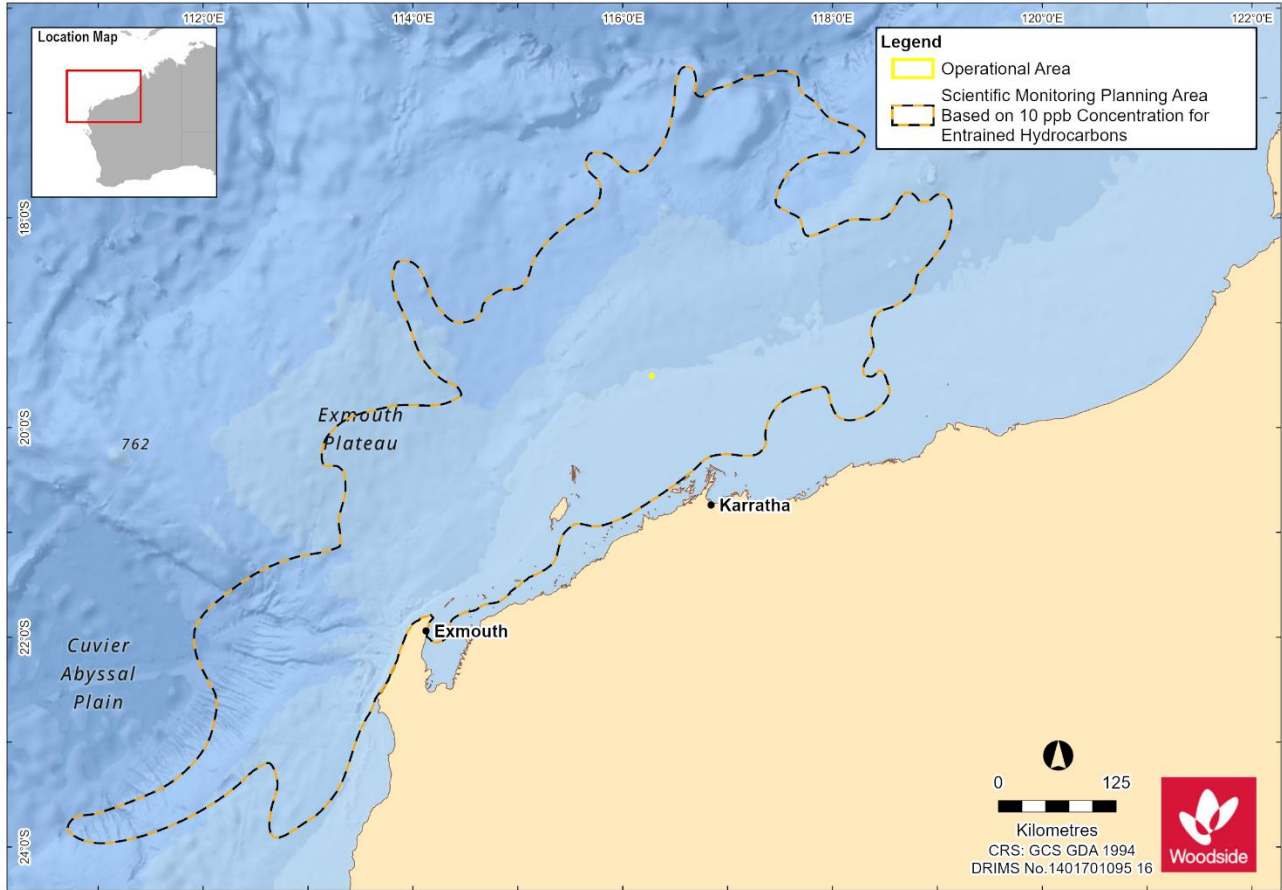 112°0'E
114°0'E
116°0'E
118°0'E
120°0'E
122°0'E
Location Map
Legend
Operational Area
Scientific Monitoring Planning Area
Based on 10 ppb Concentration for
Entrained Hydrocarbons
18°0'S
20°0'S
22°0'S
24°0'S
Exmouth
Plateau
762
Karratha
Exmouth
Cuvier
Abyssal
Plain
0 125
Kilometres
CRS: GCS GDA 1994
DRIMS No.1401701095 16
Woodside